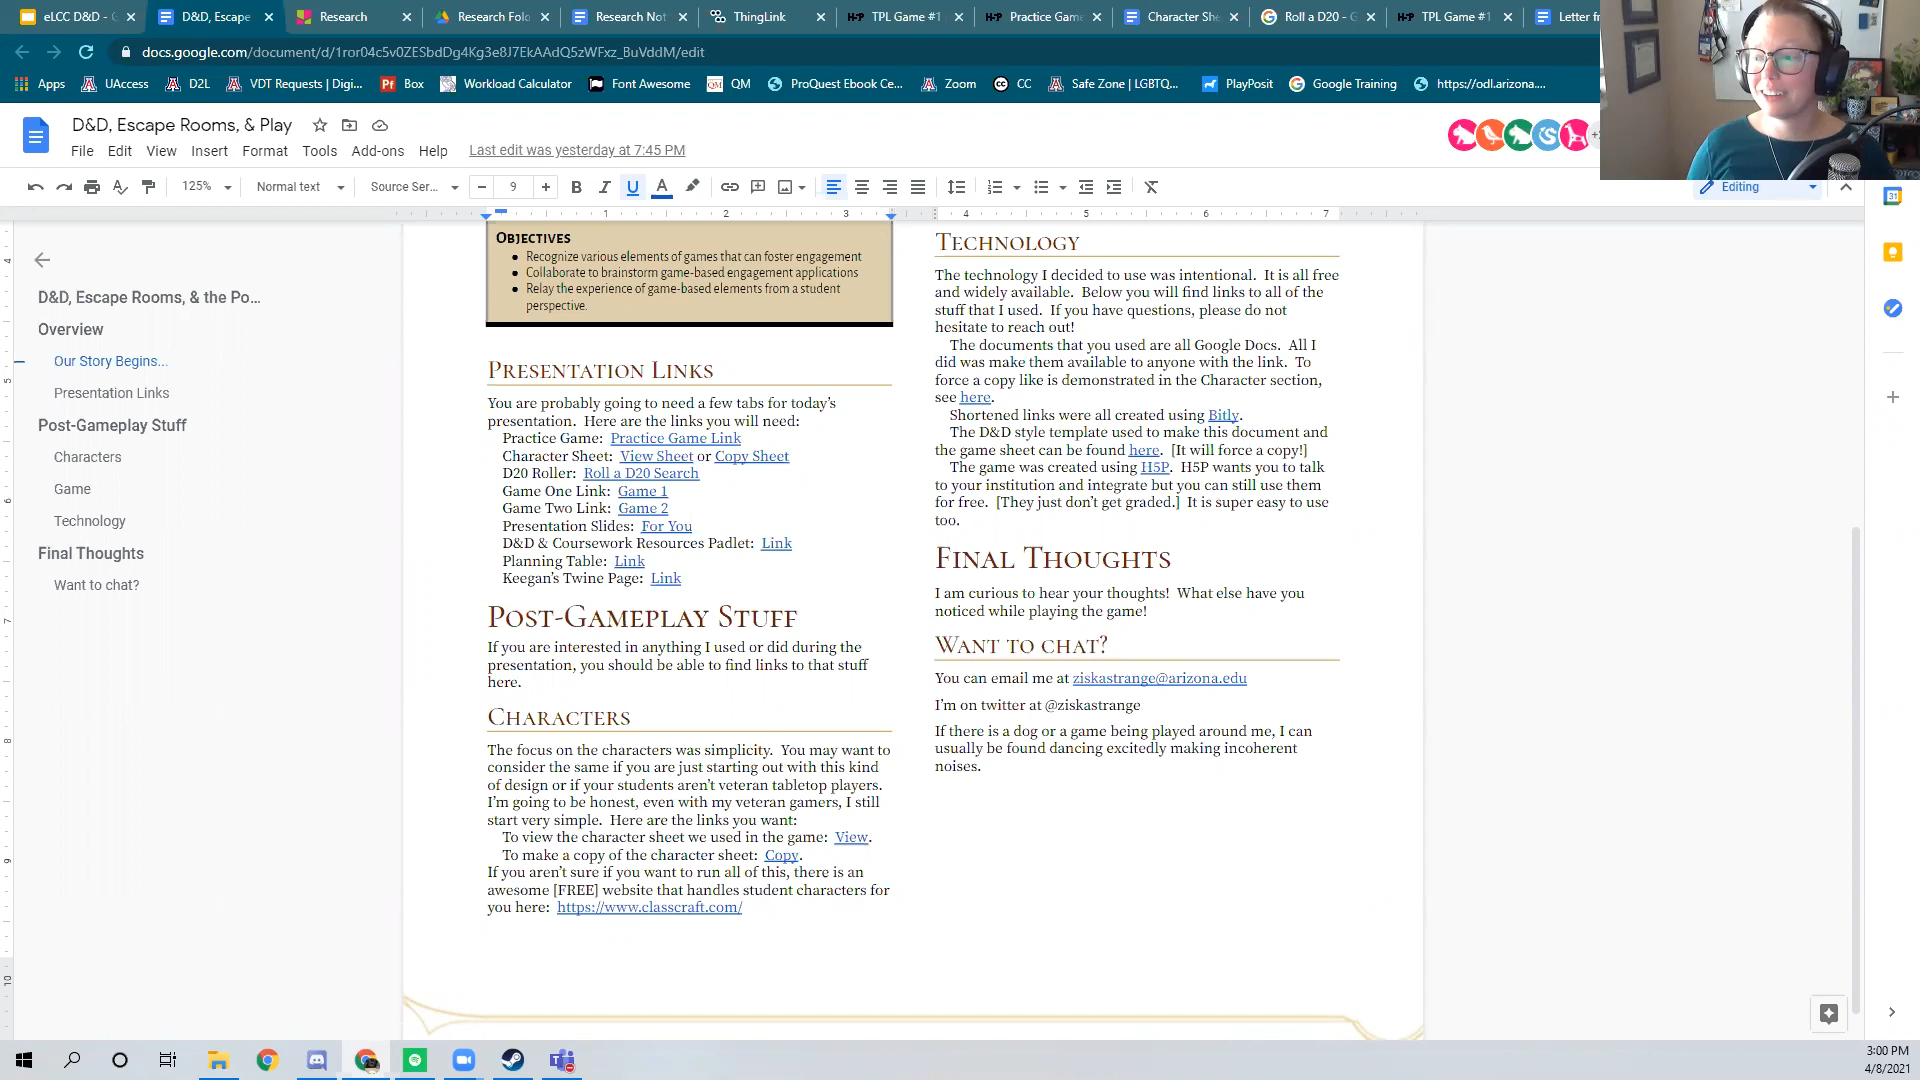 eLCC D&D - G
D&D, Escape
Research
Research Fold
Research Not
ThingLink
H-P TPL Game #1
H-P Practice Game
Character She
Roll a D20 - G
H-P TPL Game #1
Letter fr
docs.google.com/document/d/1ror04c5v0ZESbdDg4Kg3e8J7EkAAdQ5zWFxz_BuVddM/edit
Apps
UAccess
D2L
VDT Requests | Digi...
Box
Workload Calculator
Font Awesome
QM
ProQuest Ebook Ce...
Zoom
CC
Safe Zone | LGBTQ...
PlayPosit
Google Training
https://odl.arizona....
D&D, Escape Rooms, & Play
File Edit View Insert Format Tools Add-ons Help Last edit was yesterday at 7:45 PM
125% Normal text Source Ser... 9 Editing
1 2 3 4 5 6 7
D&D, Escape Rooms, & the Po...
Overview
Our Story Begins...
Presentation Links
Post-Gameplay Stuff
Characters
Game
Technology
Final Thoughts
Want to chat?
OBJECTIVES
Recognize various elements of games that can foster engagement
Collaborate to brainstorm game-based engagement applications
Relay the experience of game-based elements from a student
perspective.
PRESENTATION LINKS
You are probably going to need a few tabs for today's
presentation. Here are the links you will need:
Practice Game: Practice Game Link
Character Sheet: View Sheet or Copy Sheet
D20 Roller: Roll a D20 Search
Game One Link: Game 1
Game Two Link: Game 2
Presentation Slides: For You
D&D & Coursework Resources Padlet: Link
Planning Table: Link
Keegan's Twine Page: Link
POST-GAMEPLAY STUFF
If you are interested in anything I used or did during the
presentation, you should be able to find links to that stuff
here.
CHARACTERS
The focus on the characters was simplicity. You may want to
consider the same if you are just starting out with this kind
of design or if your students aren't veteran tabletop players.
I'm going to be honest, even with my veteran gamers, I still
start very simple. Here are the links you want:
To view the character sheet we used in the game: View.
To make a copy of the character sheet: Copy.
If you aren't sure if you want to run all of this, there is an
awesome [FREE] website that handles student characters for
you here: https://www.classcraft.com/
TECHNOLOGY
The technology I decided to use was intentional. It is all free
and widely available. Below you will find links to all of the
stuff that I used. If you have questions, please do not
hesitate to reach out!
The documents that you used are all Google Docs. All I
did was make them available to anyone with the link. To
force a copy like is demonstrated in the Character section,
see here.
Shortened links were all created using Bitly.
The D&D style template used to make this document and
the game sheet can be found here. [It will force a copy!]
The game was created using H5P. H5P wants you to talk
to your institution and integrate but you can still use them
for free. [They just don't get graded.] It is super easy to use
too.
FINAL THOUGHTS
I am curious to hear your thoughts! What else have you
noticed while playing the game!
WANT TO CHAT?
You can email me at ziskastrange@arizona.edu
I'm on twitter at @ziskastrange
If there is a dog or a game being played around me, I can
usually be found dancing excitedly making incoherent
noises.
3:00 PM
4/8/2021